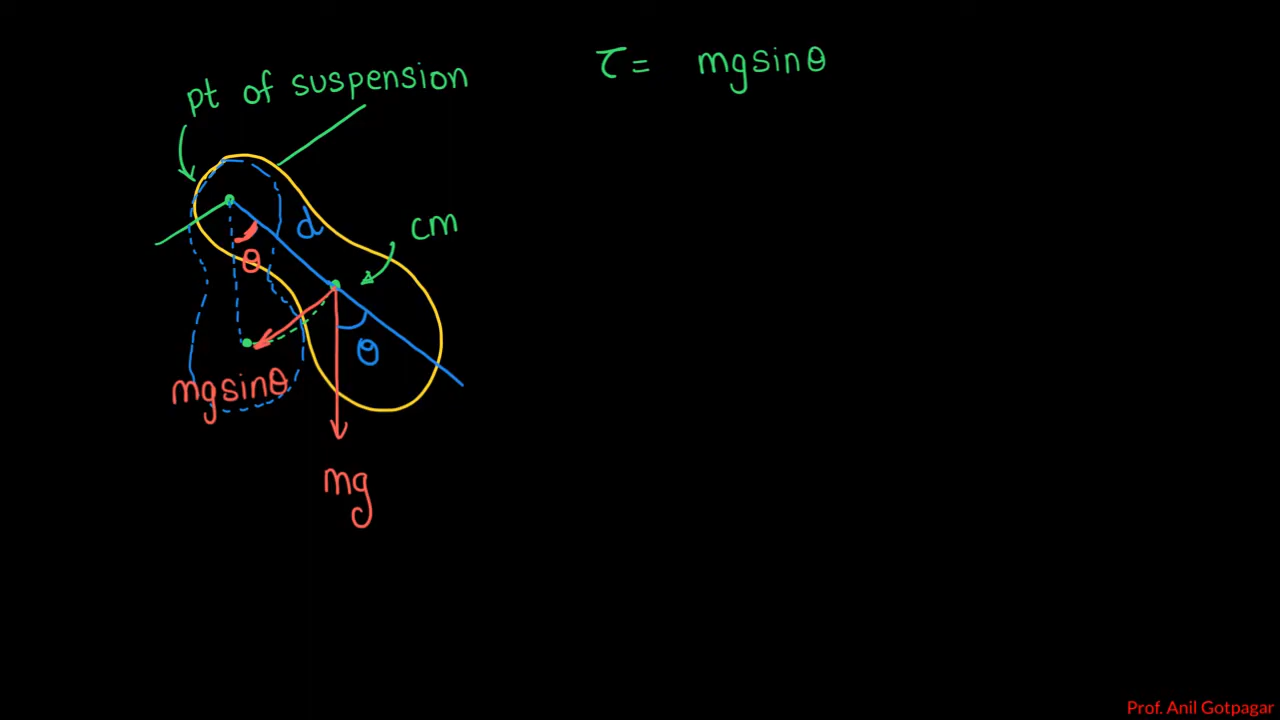 τ = mgsinθ
pt of suspension
d
cm
θ
θ
mgsinθ
mg
Prof. Anil Gotpagar